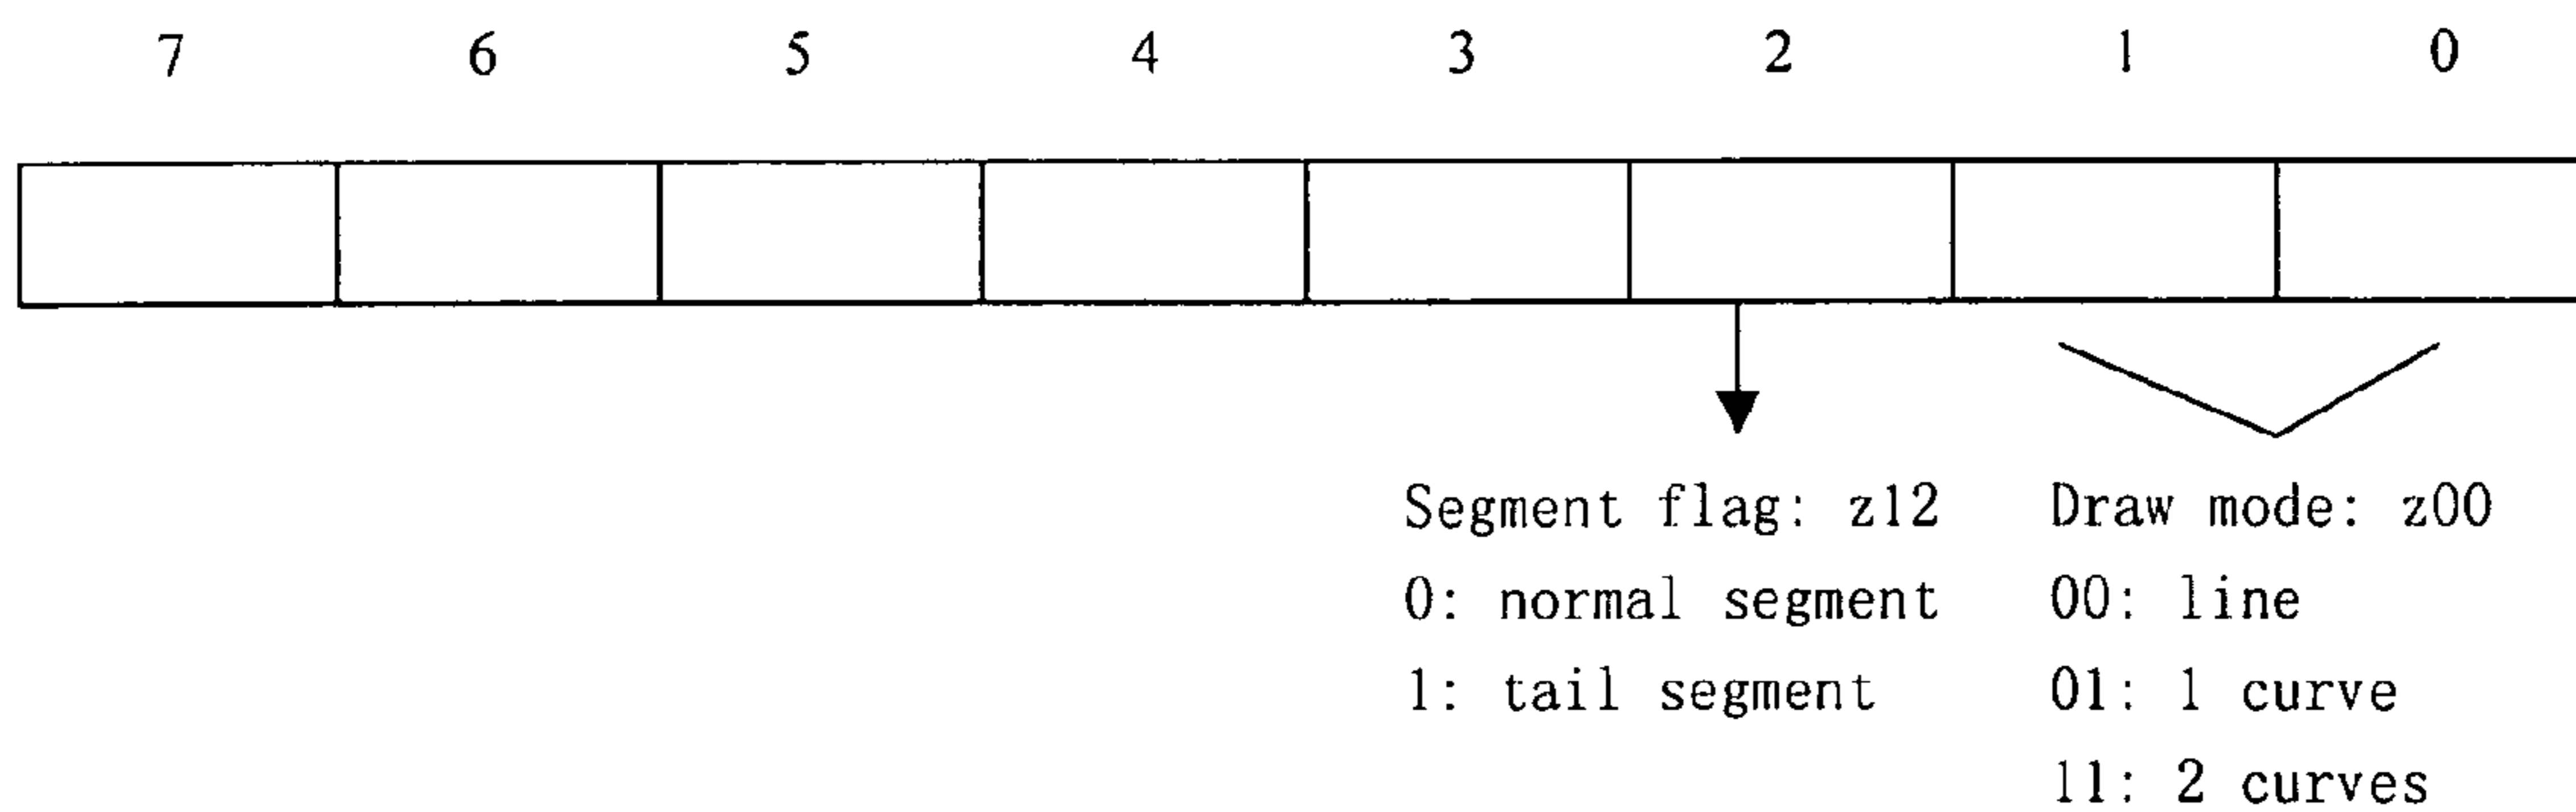 7 6 5 4 3 2 1 0
Segment flag: z12
0: normal segment
1: tail segment
Draw mode: z00
00: line
01: 1 curve
11: 2 curves